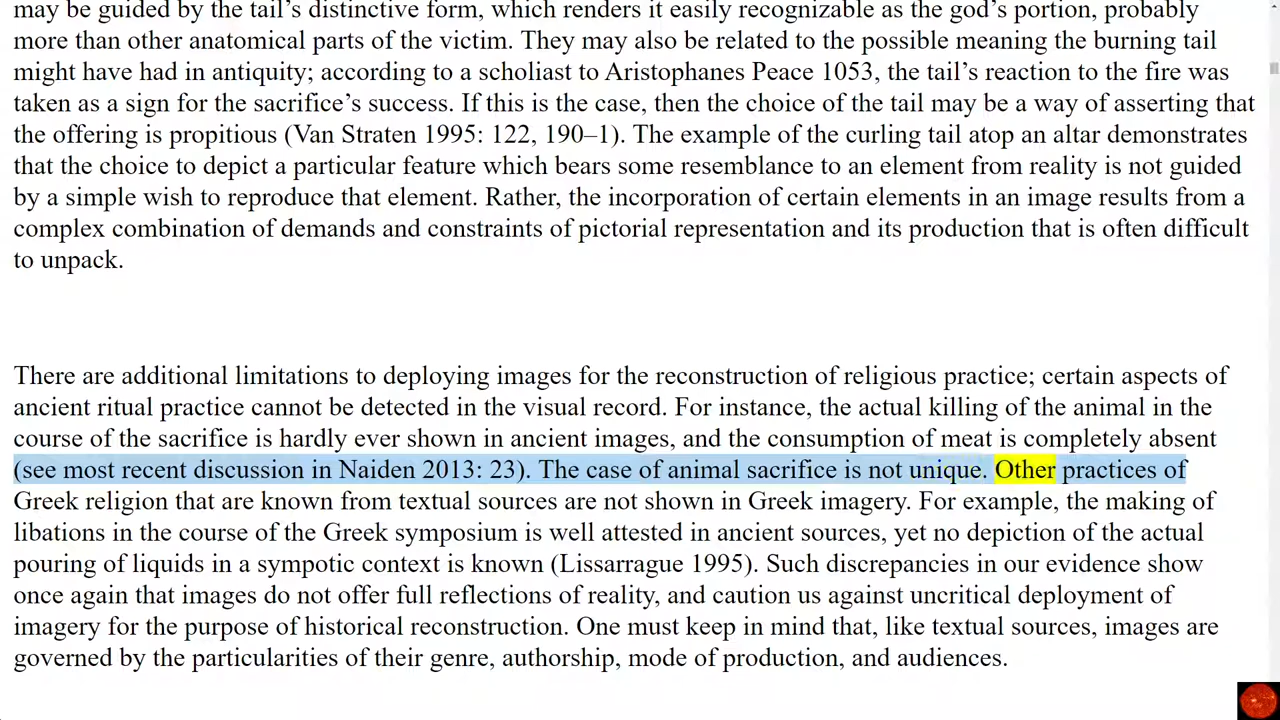 may be guided by the tail’s distinctive form, which renders it easily recognizable as the god’s portion, probably
more than other anatomical parts of the victim. They may also be related to the possible meaning the burning tail
might have had in antiquity; according to a scholiast to Aristophanes Peace 1053, the tail’s reaction to the fire was
taken as a sign for the sacrifice’s success. If this is the case, then the choice of the tail may be a way of asserting that
the offering is propitious (Van Straten 1995: 122, 190–1). The example of the curling tail atop an altar demonstrates
that the choice to depict a particular feature which bears some resemblance to an element from reality is not guided
by a simple wish to reproduce that element. Rather, the incorporation of certain elements in an image results from a
complex combination of demands and constraints of pictorial representation and its production that is often difficult
to unpack.
There are additional limitations to deploying images for the reconstruction of religious practice; certain aspects of
ancient ritual practice cannot be detected in the visual record. For instance, the actual killing of the animal in the
course of the sacrifice is hardly ever shown in ancient images, and the consumption of meat is completely absent
(see most recent discussion in Naiden 2013: 23). The case of animal sacrifice is not unique. Other practices of
Greek religion that are known from textual sources are not shown in Greek imagery. For example, the making of
libations in the course of the Greek symposium is well attested in ancient sources, yet no depiction of the actual
pouring of liquids in a sympotic context is known (Lissarrague 1995). Such discrepancies in our evidence show
once again that images do not offer full reflections of reality, and caution us against uncritical deployment of
imagery for the purpose of historical reconstruction. One must keep in mind that, like textual sources, images are
governed by the particularities of their genre, authorship, mode of production, and audiences.